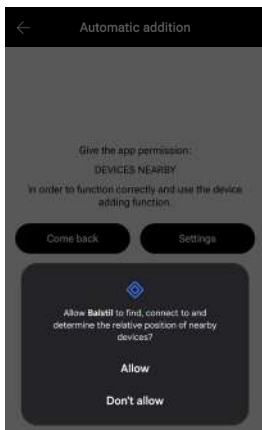 Automatic addition
Give the app permission:
DEVICES NEARBY
In order to function correctly and use the device
adding function.
Come back
Settings
Allow Balstil to find, connect to and
determine the relative position of nearby
devices?
Allow
Don't allow